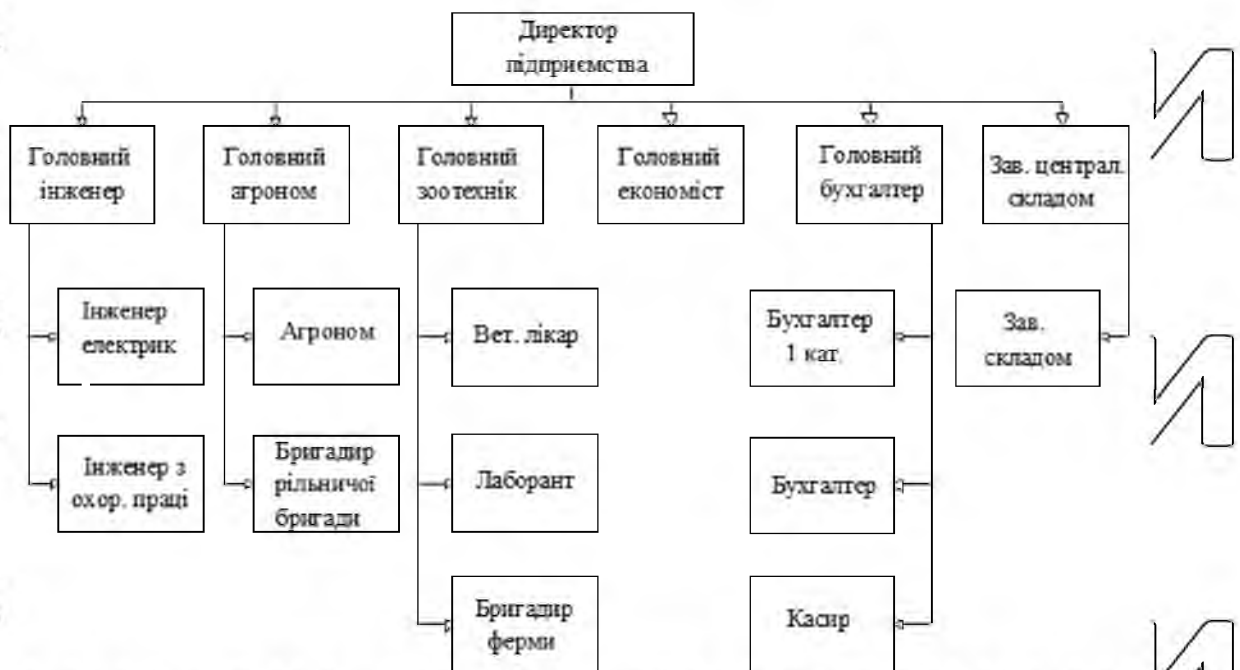 Директор
підприємства
Головний
інженер
Головний
агроном
Головний
зоотехнік
Головний
економіст
Головний
бухгалтер
Зав. централ.
складом
Інженер
електрик
Агроном
Вет. лікар
Бухгалтер
1 кат.
Зав.
складом
Інженер з
охор. праці
Бригадир
рільничої
бригади
Лаборант
Бухгалтер
Бригадир
ферми
Касир
И
И
И